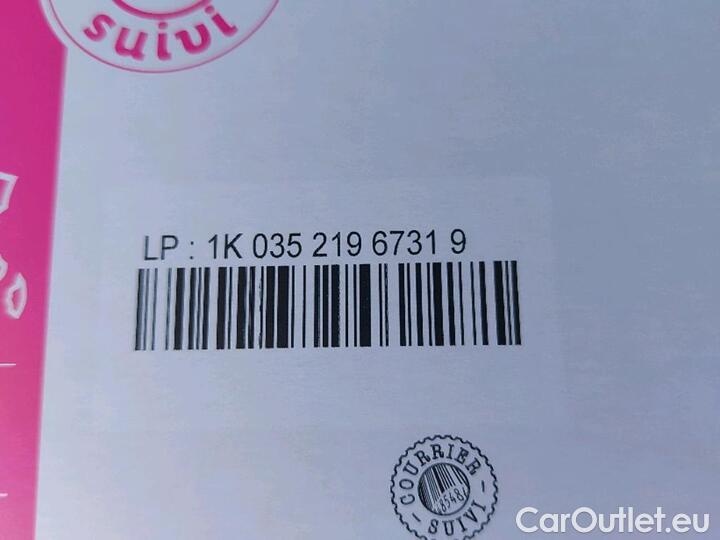 suivi
LP : 1K 035 219 6731 9
COURRIER
SUIVI
CarOutlet.eu